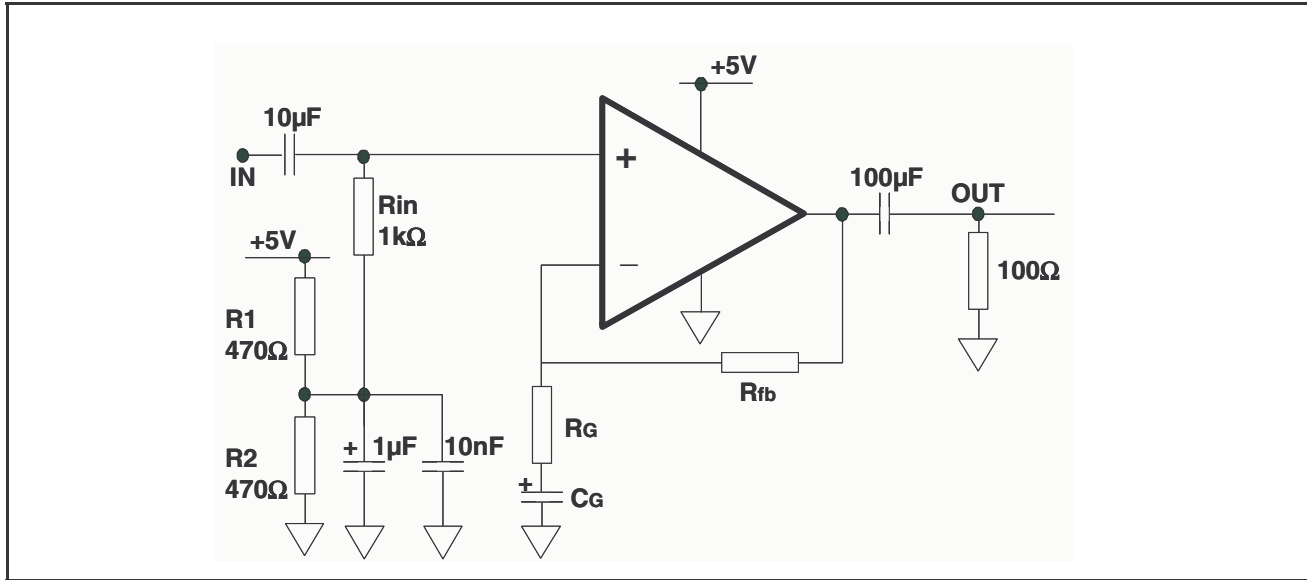 +5V
10µF
+
IN
Rin
1kΩ
100µF
OUT
+5V
–
100Ω
R1
470Ω
Rfb
RG
+ 1µF
10nF
R2
470Ω
+
CG